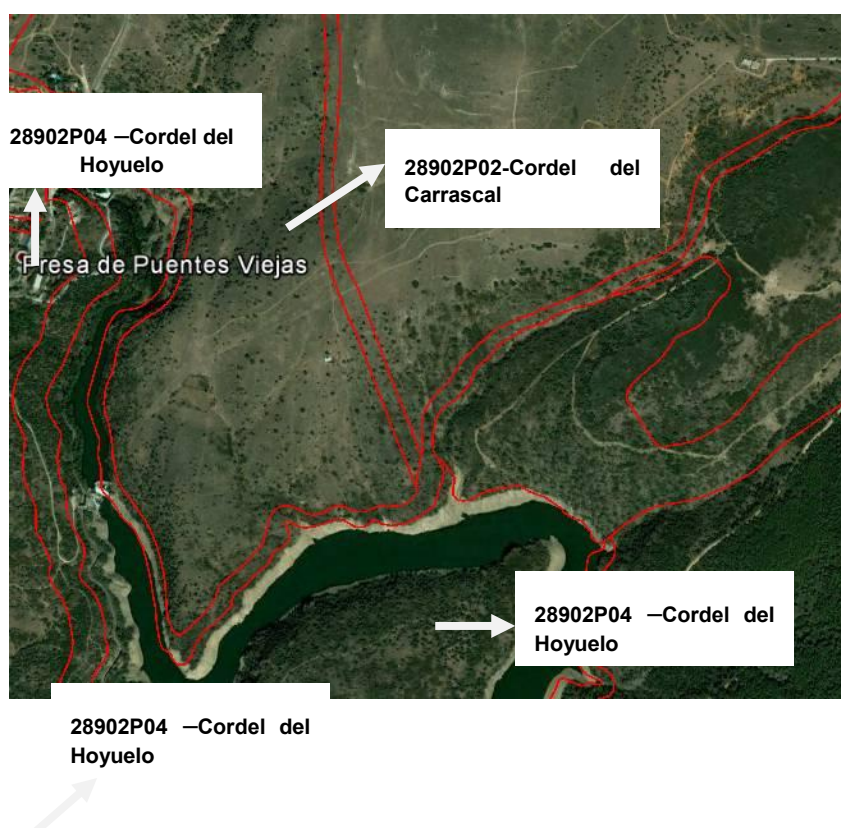 28902P04 –Cordel del
Hoyuelo
28902P02-Cordel del
Carrascal
Presa de Puentes Viejas
28902P04 –Cordel del
Hoyuelo
28902P04 –Cordel del
Hoyuelo